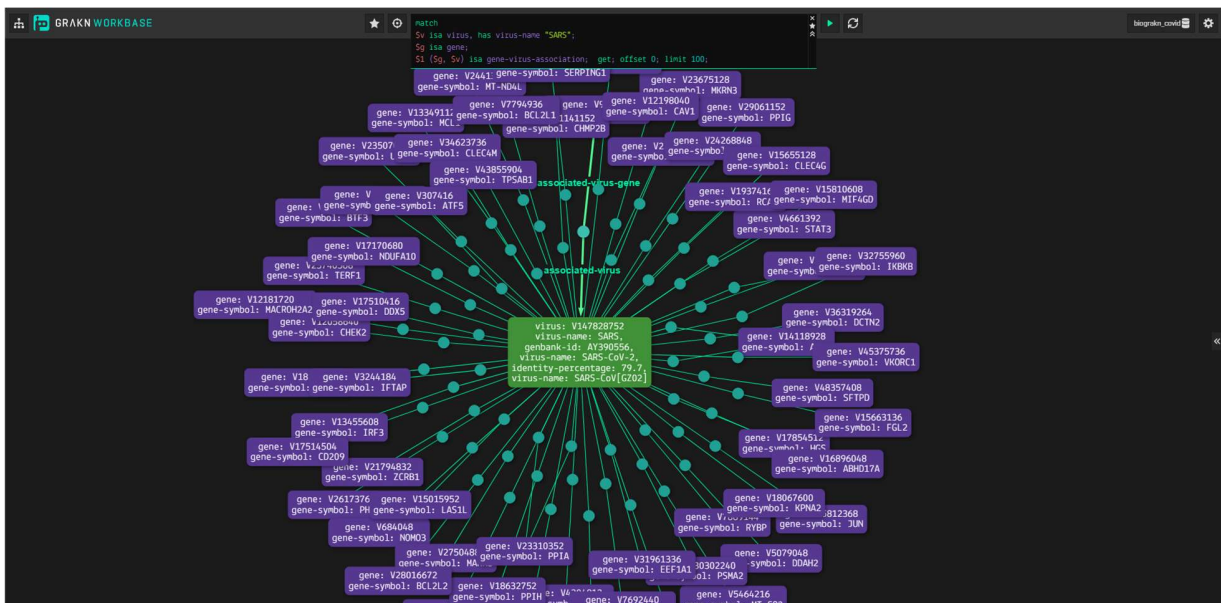 GRAKN WORKBASE
match
$v isa virus, has virus-name "SARS";
$g isa gene;
$1 ($g, $v) isa gene-virus-association; get; offset 0; limit 100;
biograkn_covid
gene-symbol: MT-ND4L
gene-symbol: SERPING1
gene: V23675128
gene-symbol: MKRN3
gene: V13349112
gene: V7794936
gene-symbol: BCL2L1
gene-symbol: CHMP2B
gene: V12198040
gene-symbol: CAV1
gene: V29061152
gene-symbol: PPIG
gene: V34623736
gene-symbol: CLEC4M
gene: V24268848
gene: V15655128
gene-symbol: CLEC4G
gene: V43855904
gene-symbol: TPSAB1
associated-virus-gene
gene: V307416
gene-symbol: ATF5
gene-symbol: BTF3
gene: V15810608
gene-symbol: MIF4GD
gene: V4661392
gene-symbol: STAT3
gene: V17170680
gene-symbol: NDUFA10
gene-symbol: TERF1
gene: V32755960
gene-symbol: IKBKB
associated-virus
gene: V12181720
gene-symbol: MACROH2A2
gene: V17510416
gene-symbol: DDX5
gene-symbol: CHEK2
gene: V36319264
gene-symbol: DCTN2
virus: V147828752
virus-name: SARS,
genbank-id: AY390556,
virus-name: SARS-CoV-2,
identity-percentage: 79.7,
virus-name: SARS-CoV[GZ02]
gene: V14118928
gene: V45375736
gene-symbol: VKORC1
gene: V3244184
gene-symbol: IFTAP
gene: V48357408
gene-symbol: SFTPD
gene: V13455608
gene-symbol: IRF3
gene: V15663136
gene-symbol: FGL2
gene: V17514504
gene-symbol: CD209
gene: V17854512
gene-symbol: HGS
gene: V16896048
gene-symbol: ABHD17A
gene: V21794832
gene-symbol: ZCRB1
gene: V2617376
gene: V15015952
gene-symbol: LAS1L
gene: V18067600
gene-symbol: KPNA2
gene-symbol: JUN
gene: V684048
gene-symbol: NOMO3
gene-symbol: RYBP
gene: V23310352
gene-symbol: PPIA
gene: V5079048
gene-symbol: DDAH2
gene: V28016672
gene-symbol: BCL2L2
gene: V31961336
gene-symbol: EEF1A1
gene-symbol: PSMA2
gene: V18632752
gene-symbol: PPIH
gene: V7692440
gene: V5464216